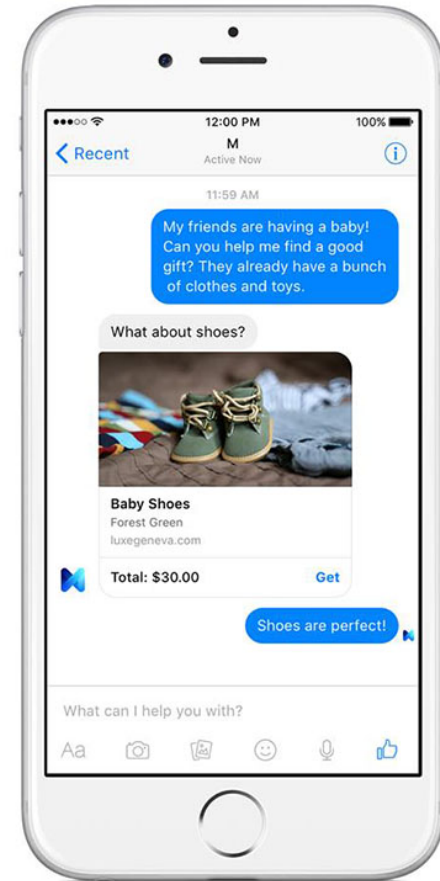 12:00 PM
100%
Recent
M
Active Now
11:59 AM
My friends are having a baby!
Can you help me find a good
gift? They already have a bunch
of clothes and toys.
What about shoes?
Baby Shoes
Forest Green
luxegeneva.com
Total: $30.00
Get
Shoes are perfect!
What can I help you with?
Aa